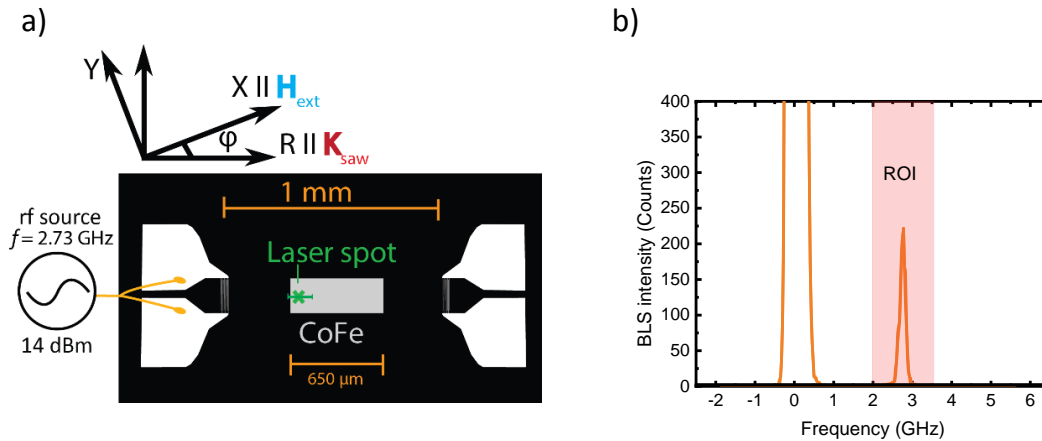 a)
Y
X II H ext
φ
R II K saw
1 mm
rf source
f = 2.73 GHz
Laser spot
CoFe
14 dBm
650 µm
b)
400
350
300
250
200
150
100
50
0
BLS intensity (Counts)
ROI
-2 -1 0 1 2 3 4 5 6
Frequency (GHz)